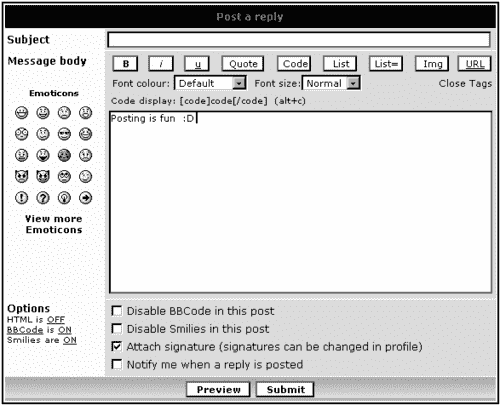 Post a reply
Subject
Message body
B i u Quote Code List List= Img URL
Font colour: Default Font size: Normal Close Tags
Code display: [code]code[/code] (alt+c)
Emoticons
Posting is fun :D
View more
Emoticons
Options
HTML is OFF
BBCode is ON
Smilies are ON
Disable BBCode in this post
Disable Smilies in this post
Attach signature (signatures can be changed in profile)
Notify me when a reply is posted
Preview Submit